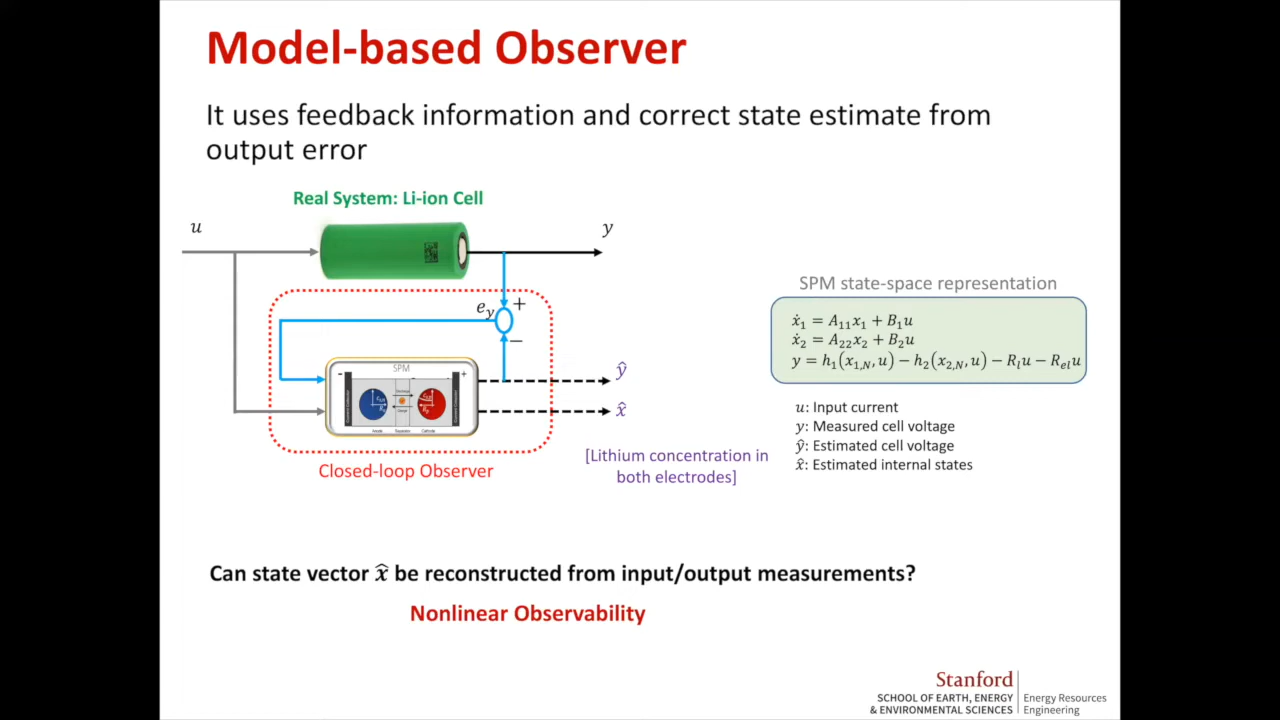 Model-based Observer
It uses feedback information and correct state estimate from
output error
Real System: Li-ion Cell
u
y
e_y
+
−
SPM
-
+
Anode
Separator
Cathode
ŷ
x̂
Closed-loop Observer
[Lithium concentration in
both electrodes]
SPM state-space representation
ẋ₁ = A₁₁x₁ + B₁u
ẋ₂ = A₂₂x₂ + B₂u
y = h₁(x₁,N, u) − h₂(x₂,N, u) − R_l u − R_el u
u: Input current
y: Measured cell voltage
ŷ: Estimated cell voltage
x̂: Estimated internal states
Can state vector x̂ be reconstructed from input/output measurements?
Nonlinear Observability
Stanford
SCHOOL OF EARTH, ENERGY
& ENVIRONMENTAL SCIENCES
Energy Resources
Engineering